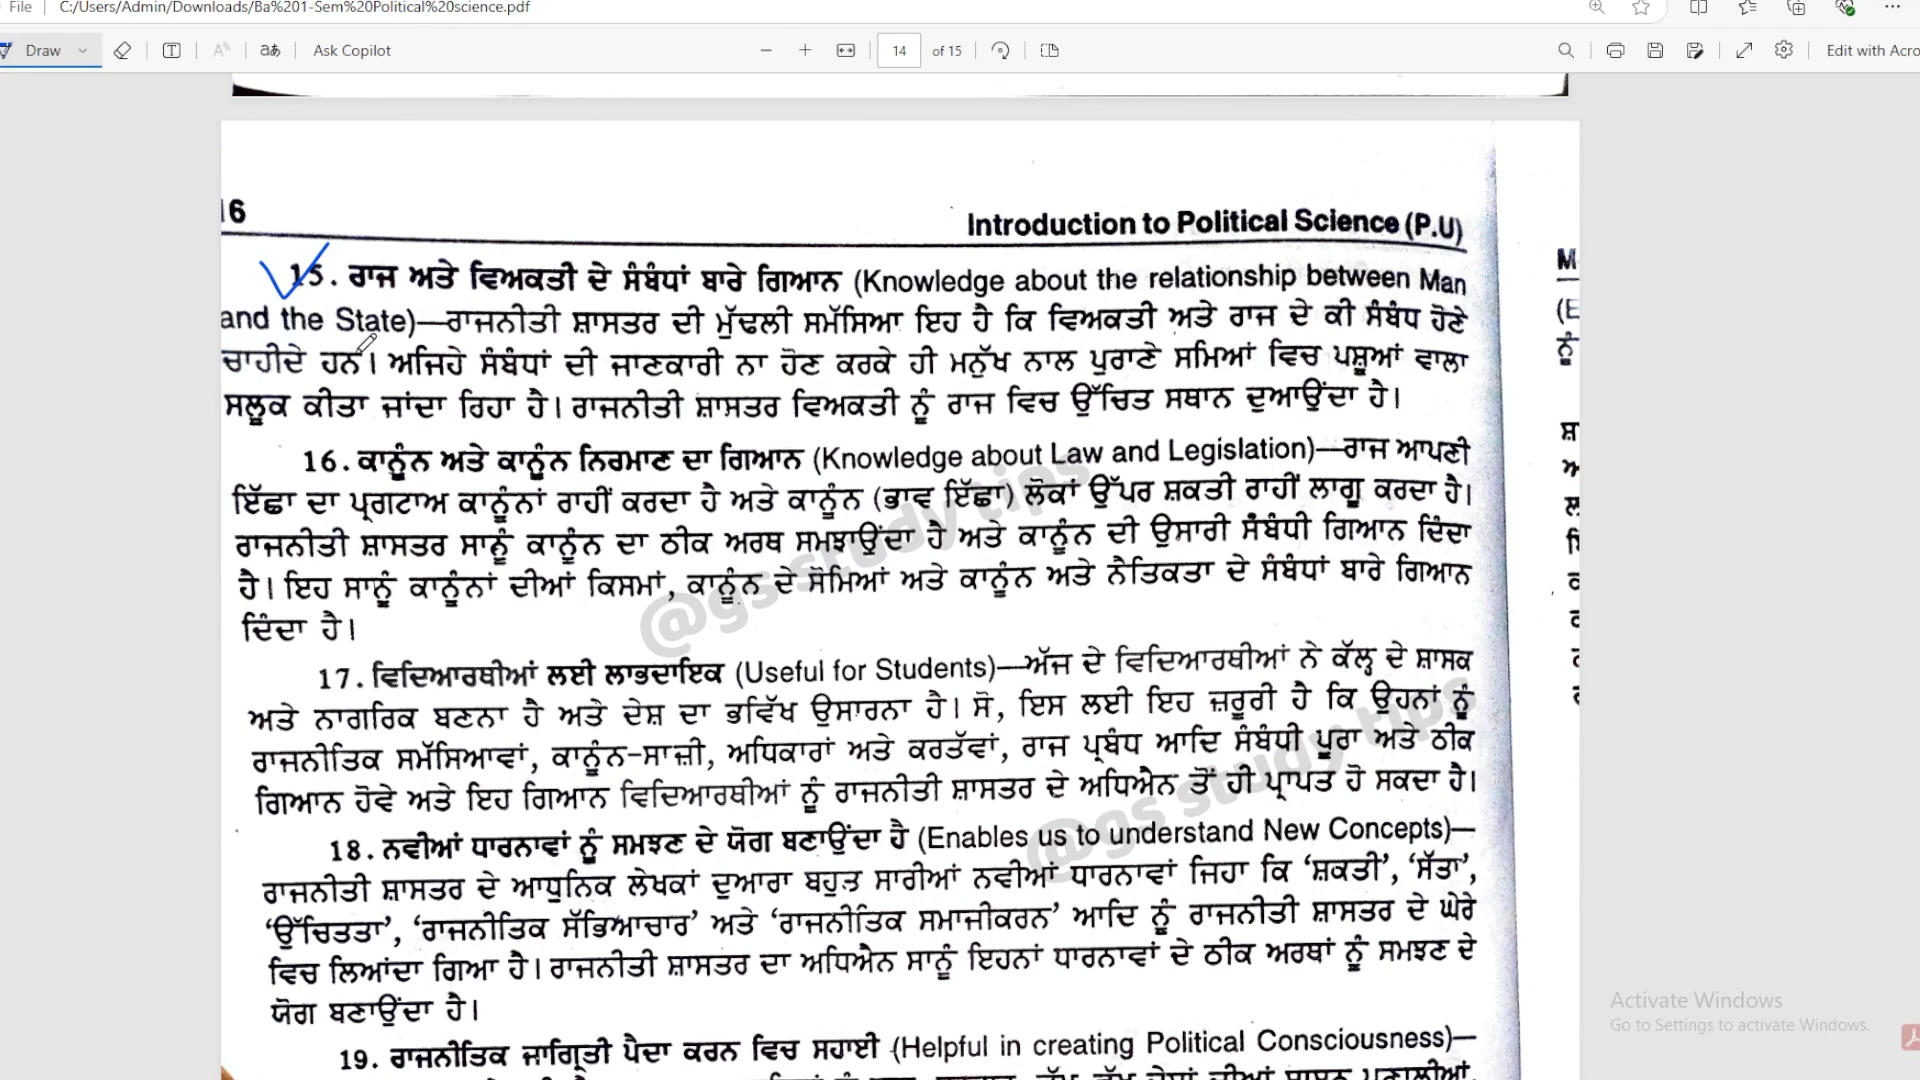 File C:/Users/Admin/Downloads/Ba%201-Sem%20Political%20science.pdf
Draw Ask Copilot 14 of 15 Edit with Acro
16 Introduction to Political Science (P.U)
15. ਰਾਜ ਅਤੇ ਵਿਅਕਤੀ ਦੇ ਸੰਬੰਧਾਂ ਬਾਰੇ ਗਿਆਨ (Knowledge about the relationship between Man
and the State)—ਰਾਜਨੀਤੀ ਸ਼ਾਸਤਰ ਦੀ ਮੁੱਢਲੀ ਸਮੱਸਿਆ ਇਹ ਹੈ ਕਿ ਵਿਅਕਤੀ ਅਤੇ ਰਾਜ ਦੇ ਕੀ ਸੰਬੰਧ ਹੋਣੇ
ਚਾਹੀਦੇ ਹਨ। ਅਜਿਹੇ ਸੰਬੰਧਾਂ ਦੀ ਜਾਣਕਾਰੀ ਨਾ ਹੋਣ ਕਰਕੇ ਹੀ ਮਨੁੱਖ ਨਾਲ ਪੁਰਾਣੇ ਸਮਿਆਂ ਵਿਚ ਪਸ਼ੂਆਂ ਵਾਲਾ
ਸਲੂਕ ਕੀਤਾ ਜਾਂਦਾ ਰਿਹਾ ਹੈ। ਰਾਜਨੀਤੀ ਸ਼ਾਸਤਰ ਵਿਅਕਤੀ ਨੂੰ ਰਾਜ ਵਿਚ ਉੱਚਿਤ ਸਥਾਨ ਦੁਆਉਂਦਾ ਹੈ।
16. ਕਾਨੂੰਨ ਅਤੇ ਕਾਨੂੰਨ ਨਿਰਮਾਣ ਦਾ ਗਿਆਨ (Knowledge about Law and Legislation)—ਰਾਜ ਆਪਣੀ
ਇੱਛਾ ਦਾ ਪ੍ਰਗਟਾਅ ਕਾਨੂੰਨਾਂ ਰਾਹੀਂ ਕਰਦਾ ਹੈ ਅਤੇ ਕਾਨੂੰਨ (ਭਾਵ ਇੱਛਾ) ਲੋਕਾਂ ਉੱਪਰ ਸ਼ਕਤੀ ਰਾਹੀਂ ਲਾਗੂ ਕਰਦਾ ਹੈ।
ਰਾਜਨੀਤੀ ਸ਼ਾਸਤਰ ਸਾਨੂੰ ਕਾਨੂੰਨ ਦਾ ਠੀਕ ਅਰਥ ਸਮਝਾਉਂਦਾ ਹੈ ਅਤੇ ਕਾਨੂੰਨ ਦੀ ਉਸਾਰੀ ਸੰਬੰਧੀ ਗਿਆਨ ਦਿੰਦਾ
ਹੈ। ਇਹ ਸਾਨੂੰ ਕਾਨੂੰਨਾਂ ਦੀਆਂ ਕਿਸਮਾਂ, ਕਾਨੂੰਨ ਦੇ ਸੋਮਿਆਂ ਅਤੇ ਕਾਨੂੰਨ ਅਤੇ ਨੈਤਿਕਤਾ ਦੇ ਸੰਬੰਧਾਂ ਬਾਰੇ ਗਿਆਨ
ਦਿੰਦਾ ਹੈ।
@gs study tips
17. ਵਿਦਿਆਰਥੀਆਂ ਲਈ ਲਾਭਦਾਇਕ (Useful for Students)—ਅੱਜ ਦੇ ਵਿਦਿਆਰਥੀਆਂ ਨੇ ਕੱਲ੍ਹ ਦੇ ਸ਼ਾਸਕ
ਅਤੇ ਨਾਗਰਿਕ ਬਣਨਾ ਹੈ ਅਤੇ ਦੇਸ਼ ਦਾ ਭਵਿੱਖ ਉਸਾਰਨਾ ਹੈ। ਸੋ, ਇਸ ਲਈ ਇਹ ਜ਼ਰੂਰੀ ਹੈ ਕਿ ਉਹਨਾਂ ਨੂੰ
ਰਾਜਨੀਤਿਕ ਸਮੱਸਿਆਵਾਂ, ਕਾਨੂੰਨ-ਸਾਜ਼ੀ, ਅਧਿਕਾਰਾਂ ਅਤੇ ਕਰਤੱਵਾਂ, ਰਾਜ ਪ੍ਰਬੰਧ ਆਦਿ ਸੰਬੰਧੀ ਪੂਰਾ ਅਤੇ ਠੀਕ
ਗਿਆਨ ਹੋਵੇ ਅਤੇ ਇਹ ਗਿਆਨ ਵਿਦਿਆਰਥੀਆਂ ਨੂੰ ਰਾਜਨੀਤੀ ਸ਼ਾਸਤਰ ਦੇ ਅਧਿਐਨ ਤੋਂ ਹੀ ਪ੍ਰਾਪਤ ਹੋ ਸਕਦਾ ਹੈ।
@gs study tips
18. ਨਵੀਆਂ ਧਾਰਨਾਵਾਂ ਨੂੰ ਸਮਝਣ ਦੇ ਯੋਗ ਬਣਾਉਂਦਾ ਹੈ (Enables us to understand New Concepts)—
ਰਾਜਨੀਤੀ ਸ਼ਾਸਤਰ ਦੇ ਆਧੁਨਿਕ ਲੇਖਕਾਂ ਦੁਆਰਾ ਬਹੁਤ ਸਾਰੀਆਂ ਨਵੀਆਂ ਧਾਰਨਾਵਾਂ ਜਿਹਾ ਕਿ ‘ਸ਼ਕਤੀ’, ‘ਸੱਤਾ’,
‘ਉੱਚਿਤਤਾ’, ‘ਰਾਜਨੀਤਿਕ ਸੱਭਿਆਚਾਰ’ ਅਤੇ ‘ਰਾਜਨੀਤਿਕ ਸਮਾਜੀਕਰਨ’ ਆਦਿ ਨੂੰ ਰਾਜਨੀਤੀ ਸ਼ਾਸਤਰ ਦੇ ਘੇਰੇ
ਵਿਚ ਲਿਆਂਦਾ ਗਿਆ ਹੈ। ਰਾਜਨੀਤੀ ਸ਼ਾਸਤਰ ਦਾ ਅਧਿਐਨ ਸਾਨੂੰ ਇਹਨਾਂ ਧਾਰਨਾਵਾਂ ਦੇ ਠੀਕ ਅਰਥਾਂ ਨੂੰ ਸਮਝਣ ਦੇ
ਯੋਗ ਬਣਾਉਂਦਾ ਹੈ।
19. ਰਾਜਨੀਤਿਕ ਜਾਗ੍ਰਿਤੀ ਪੈਦਾ ਕਰਨ ਵਿਚ ਸਹਾਈ (Helpful in creating Political Consciousness)—
Activate Windows
Go to Settings to activate Windows.